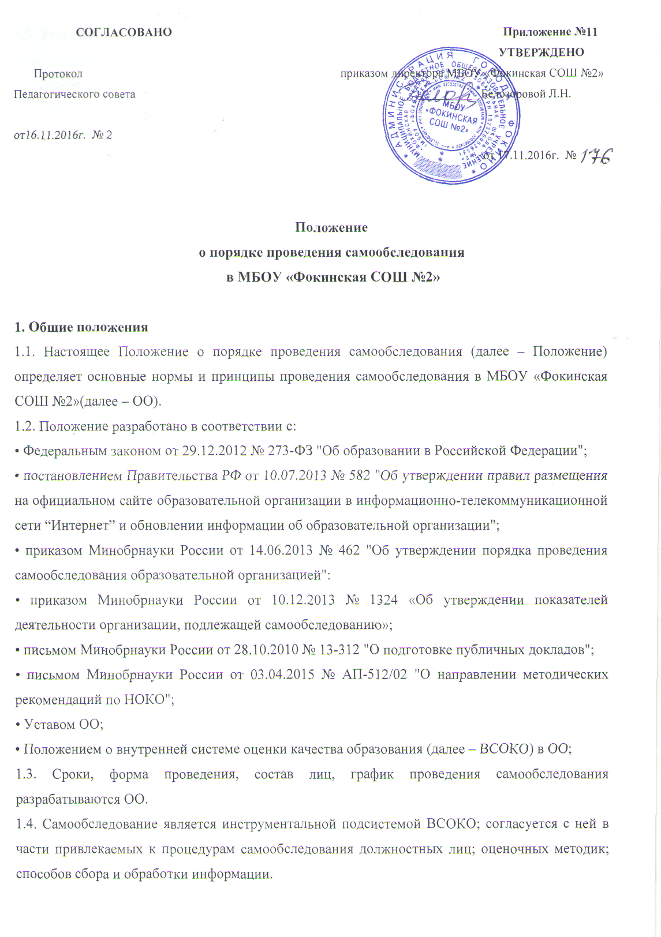 СОГЛАСОВАНО Приложение №11
УТВЕРЖДЕНО
Протокол приказом директора МБОУ «Фокинская СОШ №2»
Педагогического совета Л.Н.
от16.11.2016г. № 2
17.11.2016г. № 176
МБОУ
«ФОКИНСКАЯ
СОШ №2»
Положение
о порядке проведения самообследования
в МБОУ «Фокинская СОШ №2»
1. Общие положения
1.1. Настоящее Положение о порядке проведения самообследования (далее – Положение)
определяет основные нормы и принципы проведения самообследования в МБОУ «Фокинская
СОШ №2»(далее – ОО).
1.2. Положение разработано в соответствии с:
• Федеральным законом от 29.12.2012 № 273-ФЗ "Об образовании в Российской Федерации";
• постановлением Правительства РФ от 10.07.2013 № 582 "Об утверждении правил размещения
на официальном сайте образовательной организации в информационно-телекоммуникационной
сети “Интернет” и обновлении информации об образовательной организации";
• приказом Минобрнауки России от 14.06.2013 № 462 "Об утверждении порядка проведения
самообследования образовательной организацией":
• приказом Минобрнауки России от 10.12.2013 № 1324 «Об утверждении показателей
деятельности организации, подлежащей самообследованию»;
• письмом Минобрнауки России от 28.10.2010 № 13-312 "О подготовке публичных докладов";
• письмом Минобрнауки России от 03.04.2015 № АП-512/02 "О направлении методических
рекомендаций по НОКО";
• Уставом ОО;
• Положением о внутренней системе оценки качества образования (далее – ВСОКО) в ОО;
1.3. Сроки, форма проведения, состав лиц, график проведения самообследования
разрабатываются ОО.
1.4. Самообследование является инструментальной подсистемой ВСОКО; согласуется с ней в
части привлекаемых к процедурам самообследования должностных лиц; оценочных методик;
способов сбора и обработки информации.